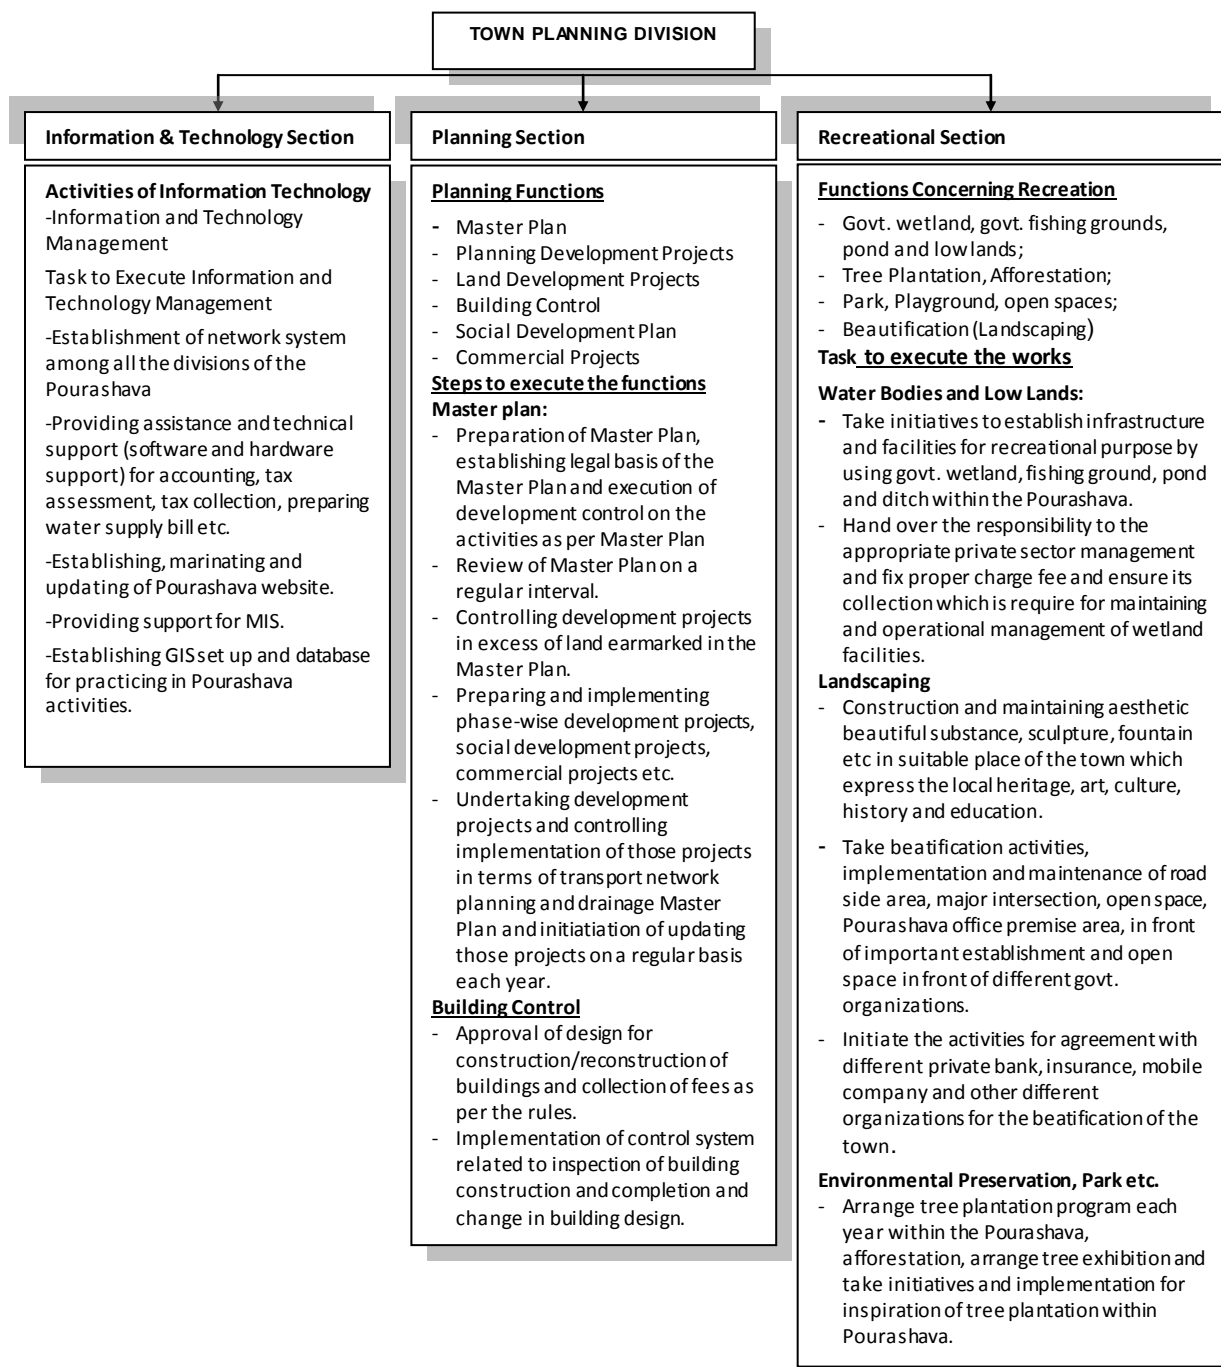 TOWN PLANNING DIVISION
Information & Technology Section
Activities of Information Technology
-Information and Technology
Management
Task to Execute Information and
Technology Management
-Establishment of network system
among all the divisions of the
Pourashava
-Providing assistance and technical
support (software and hardware
support) for accounting, tax
assessment, tax collection, preparing
water supply bill etc.
-Establishing, marinating and
updating of Pourashava website.
-Providing support for MIS.
-Establishing GIS set up and database
for practicing in Pourashava
activities.
Planning Section
Planning Functions
- Master Plan
- Planning Development Projects
- Land Development Projects
- Building Control
- Social Development Plan
- Commercial Projects
Steps to execute the functions
Master plan:
- Preparation of Master Plan,
establishing legal basis of the
Master Plan and execution of
development control on the
activities as per Master Plan
- Review of Master Plan on a
regular interval.
- Controlling development projects
in excess of land earmarked in the
Master Plan.
- Preparing and implementing
phase-wise development projects,
social development projects,
commercial projects etc.
- Undertaking development
projects and controlling
implementation of those projects
in terms of transport network
planning and drainage Master
Plan and initiatiation of updating
those projects on a regular basis
each year.
Building Control
- Approval of design for
construction/reconstruction of
buildings and collection of fees as
per the rules.
- Implementation of control system
related to inspection of building
construction and completion and
change in building design.
Recreational Section
Functions Concerning Recreation
- Govt. wetland, govt. fishing grounds,
pond and low lands;
- Tree Plantation, Afforestation;
- Park, Playground, open spaces;
- Beautification (Landscaping)
Task to execute the works
Water Bodies and Low Lands:
- Take initiatives to establish infrastructure
and facilities for recreational purpose by
using govt. wetland, fishing ground, pond
and ditch within the Pourashava.
- Hand over the responsibility to the
appropriate private sector management
and fix proper charge fee and ensure its
collection which is require for maintaining
and operational management of wetland
facilities.
Landscaping
- Construction and maintaining aesthetic
beautiful substance, sculpture, fountain
etc in suitable place of the town which
express the local heritage, art, culture,
history and education.
- Take beatification activities,
implementation and maintenance of road
side area, major intersection, open space,
Pourashava office premise area, in front
of important establishment and open
space in front of different govt.
organizations.
- Initiate the activities for agreement with
different private bank, insurance, mobile
company and other different
organizations for the beatification of the
town.
Environmental Preservation, Park etc.
- Arrange tree plantation program each
year within the Pourashava,
afforestation, arrange tree exhibition and
take initiatives and implementation for
inspiration of tree plantation within
Pourashava.